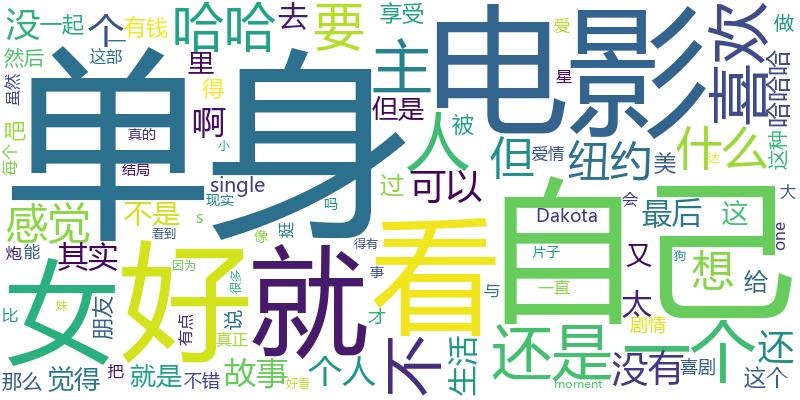 没
一起
个
有钱
哈哈
去
要
享受
爱
做
然后
这部
里
主
星
哈哈哈
喜欢
电影
单身
虽然
得
啊
但是
被
人
什么
这种
吧
真的
小
但
爱情
纽约
美
每个
结局
single
过
可以
达
感觉
不是
s
现实
吗
Dakota
会
最后
这
大
炮
能
看到
挺
像
得有
自己
one
其实
看
片子
又
想
狗
给
女
好
就
因为
很多
事
与
一直
太
比
朋友
妹
有点
说
真正
才
剧情
不
生活
还是
一个
没有
喜剧
还
这个
那么
觉得
把
就是
不错
故事
好看
个人
moment